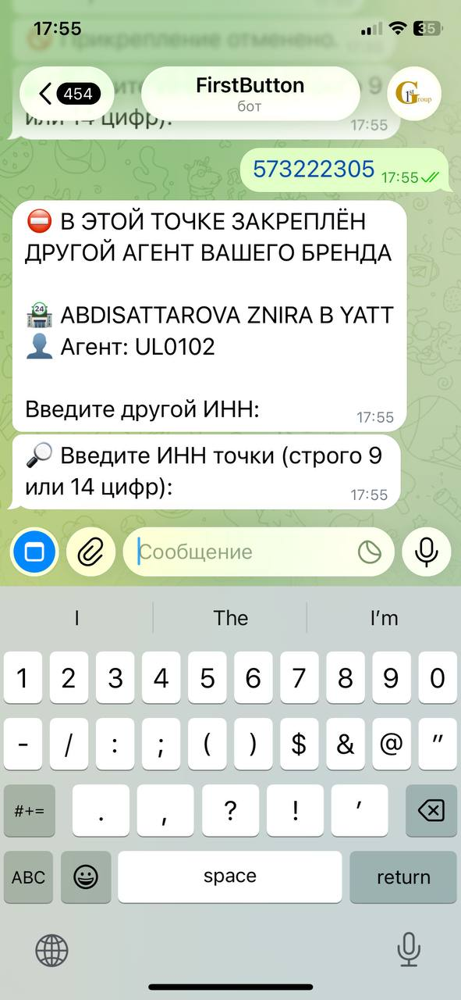 17:55
35
Прикрепление отменено.
454
FirstButton
бот
G1st Group
9
или 14 цифр):
17:55
573222305
17:55
В ЭТОЙ ТОЧКЕ ЗАКРЕПЛЁН
ДРУГОЙ АГЕНТ ВАШЕГО БРЕНДА
24
ABDISATTAROVA ZNIRA B YATT
Агент: UL0102
Введите другой ИНН:
17:55
Введите ИНН точки (строго 9
или 14 цифр):
17:55
Сообщение
I The I’m
1 2 3 4 5 6 7 8 9 0
- / : ; ( ) $ & @ ”
#+= . , ? ! ’
ABC space return